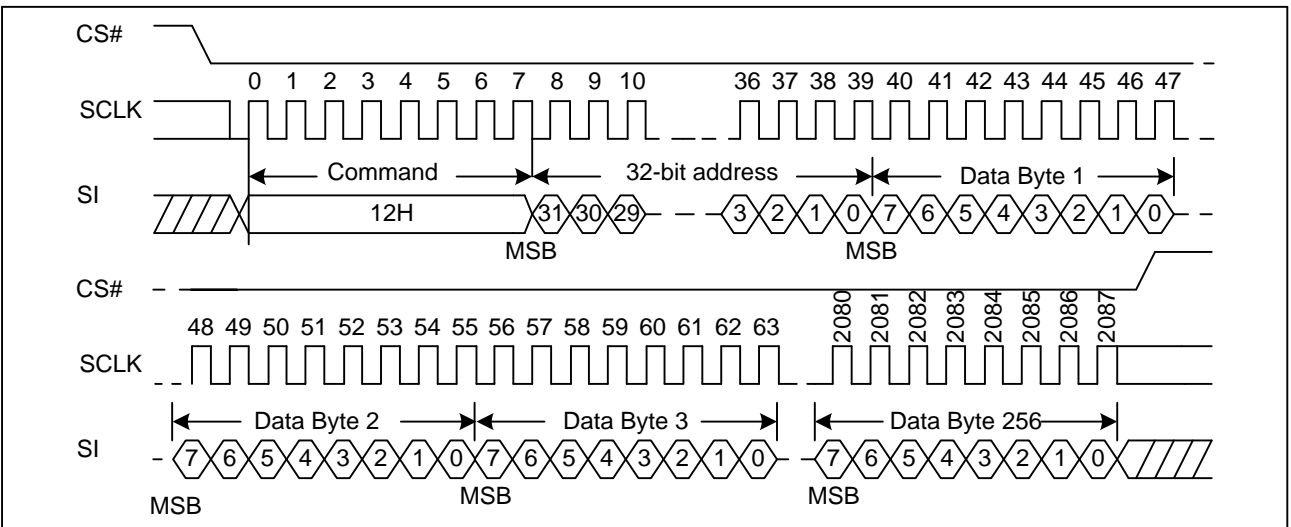 CS#
0 1 2 3 4 5 6 7 8 9 10 36 37 38 39 40 41 42 43 44 45 46 47
SCLK
Command 32-bit address Data Byte 1
SI
12H 31 30 29 3 2 1 0 7 6 5 4 3 2 1 0
MSB MSB
CS#
48 49 50 51 52 53 54 55 56 57 58 59 60 61 62 63 2080 2081 2082 2083 2084 2085 2086 2087
SCLK
Data Byte 2 Data Byte 3 Data Byte 256
SI
7 6 5 4 3 2 1 0 7 6 5 4 3 2 1 0 7 6 5 4 3 2 1 0
MSB MSB MSB